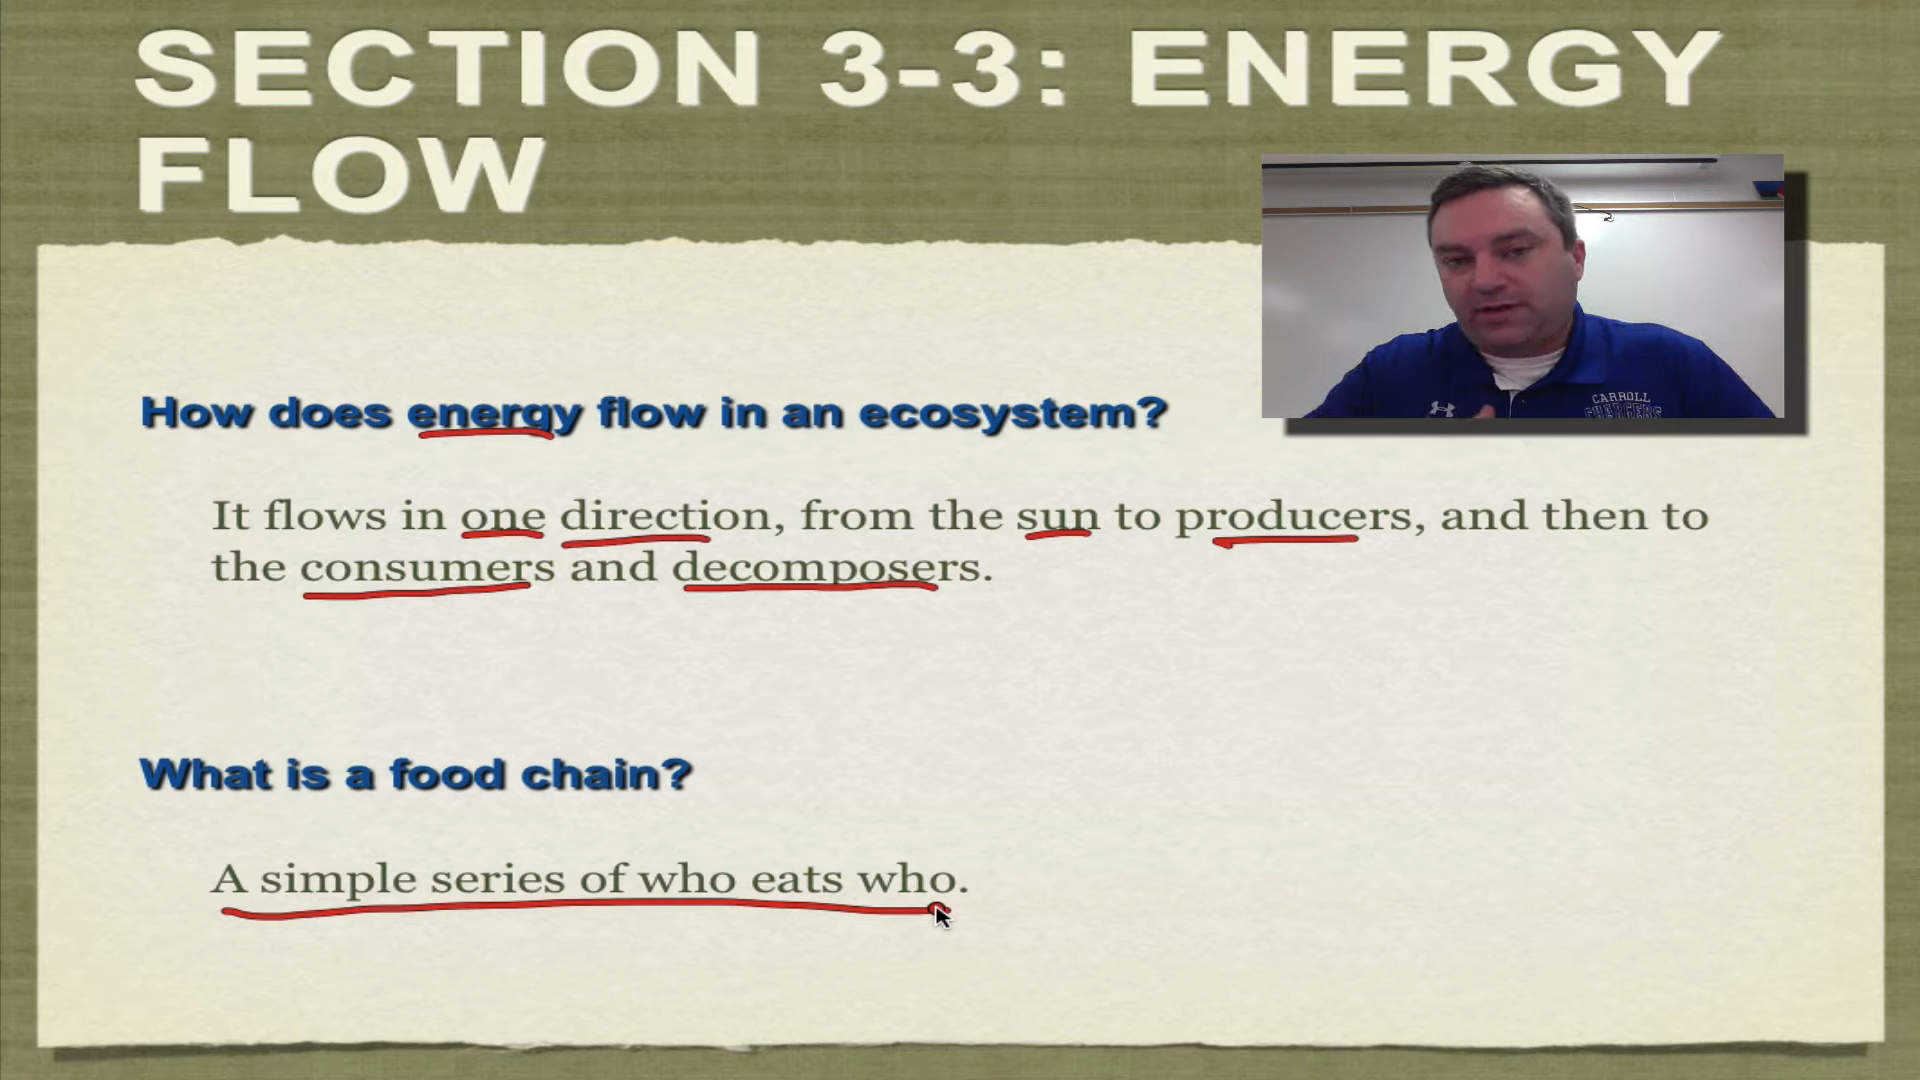 SECTION 3-3: ENERGY
FLOW
CARROLL
CHARGERS
How does energy flow in an ecosystem?
It flows in one direction, from the sun to producers, and then to
the consumers and decomposers.
What is a food chain?
A simple series of who eats who.